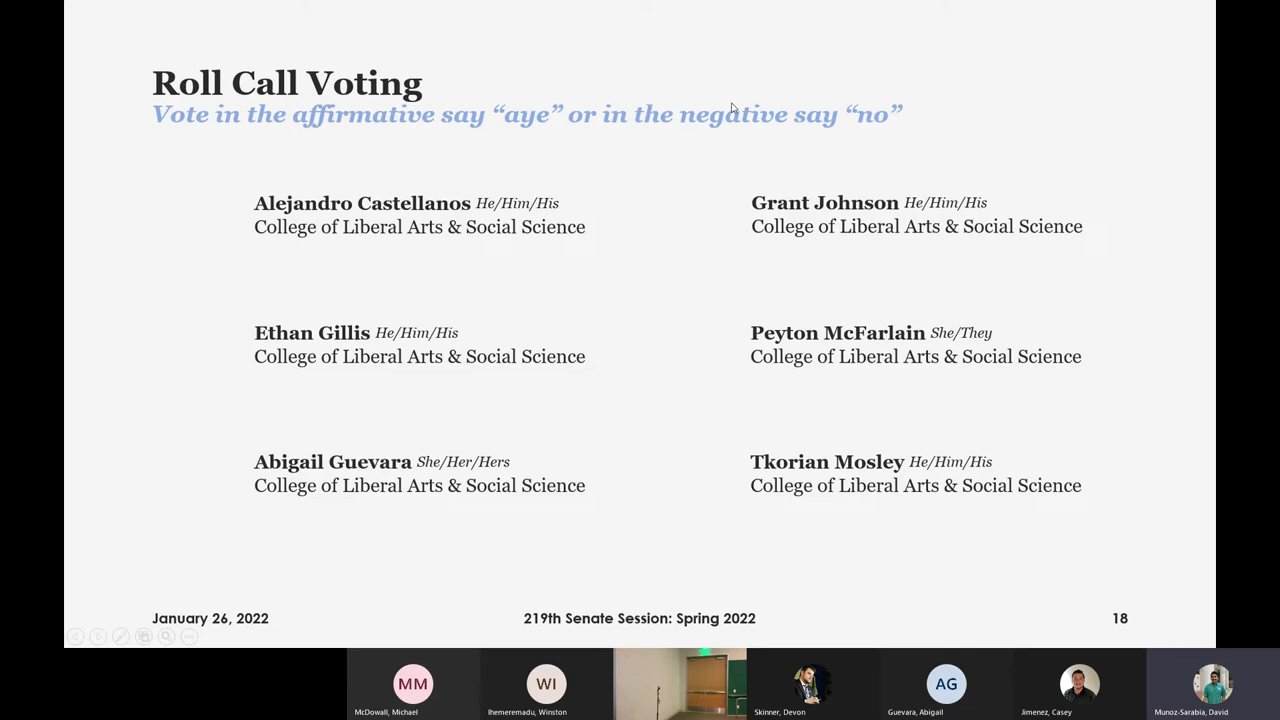 Roll Call Voting
Vote in the affirmative say “aye” or in the negative say “no”
Alejandro Castellanos He/Him/His
College of Liberal Arts & Social Science
Grant Johnson He/Him/His
College of Liberal Arts & Social Science
Ethan Gillis He/Him/His
College of Liberal Arts & Social Science
Peyton McFarlain She/They
College of Liberal Arts & Social Science
Abigail Guevara She/Her/Hers
College of Liberal Arts & Social Science
Tkorian Mosley He/Him/His
College of Liberal Arts & Social Science
January 26, 2022
219th Senate Session: Spring 2022
18
MM
WI
AG
McDowall, Michael
Ihemeremadu, Winston
Skinner, Devon
Guevara, Abigail
Jimenez, Casey
Munoz-Sarabia, David